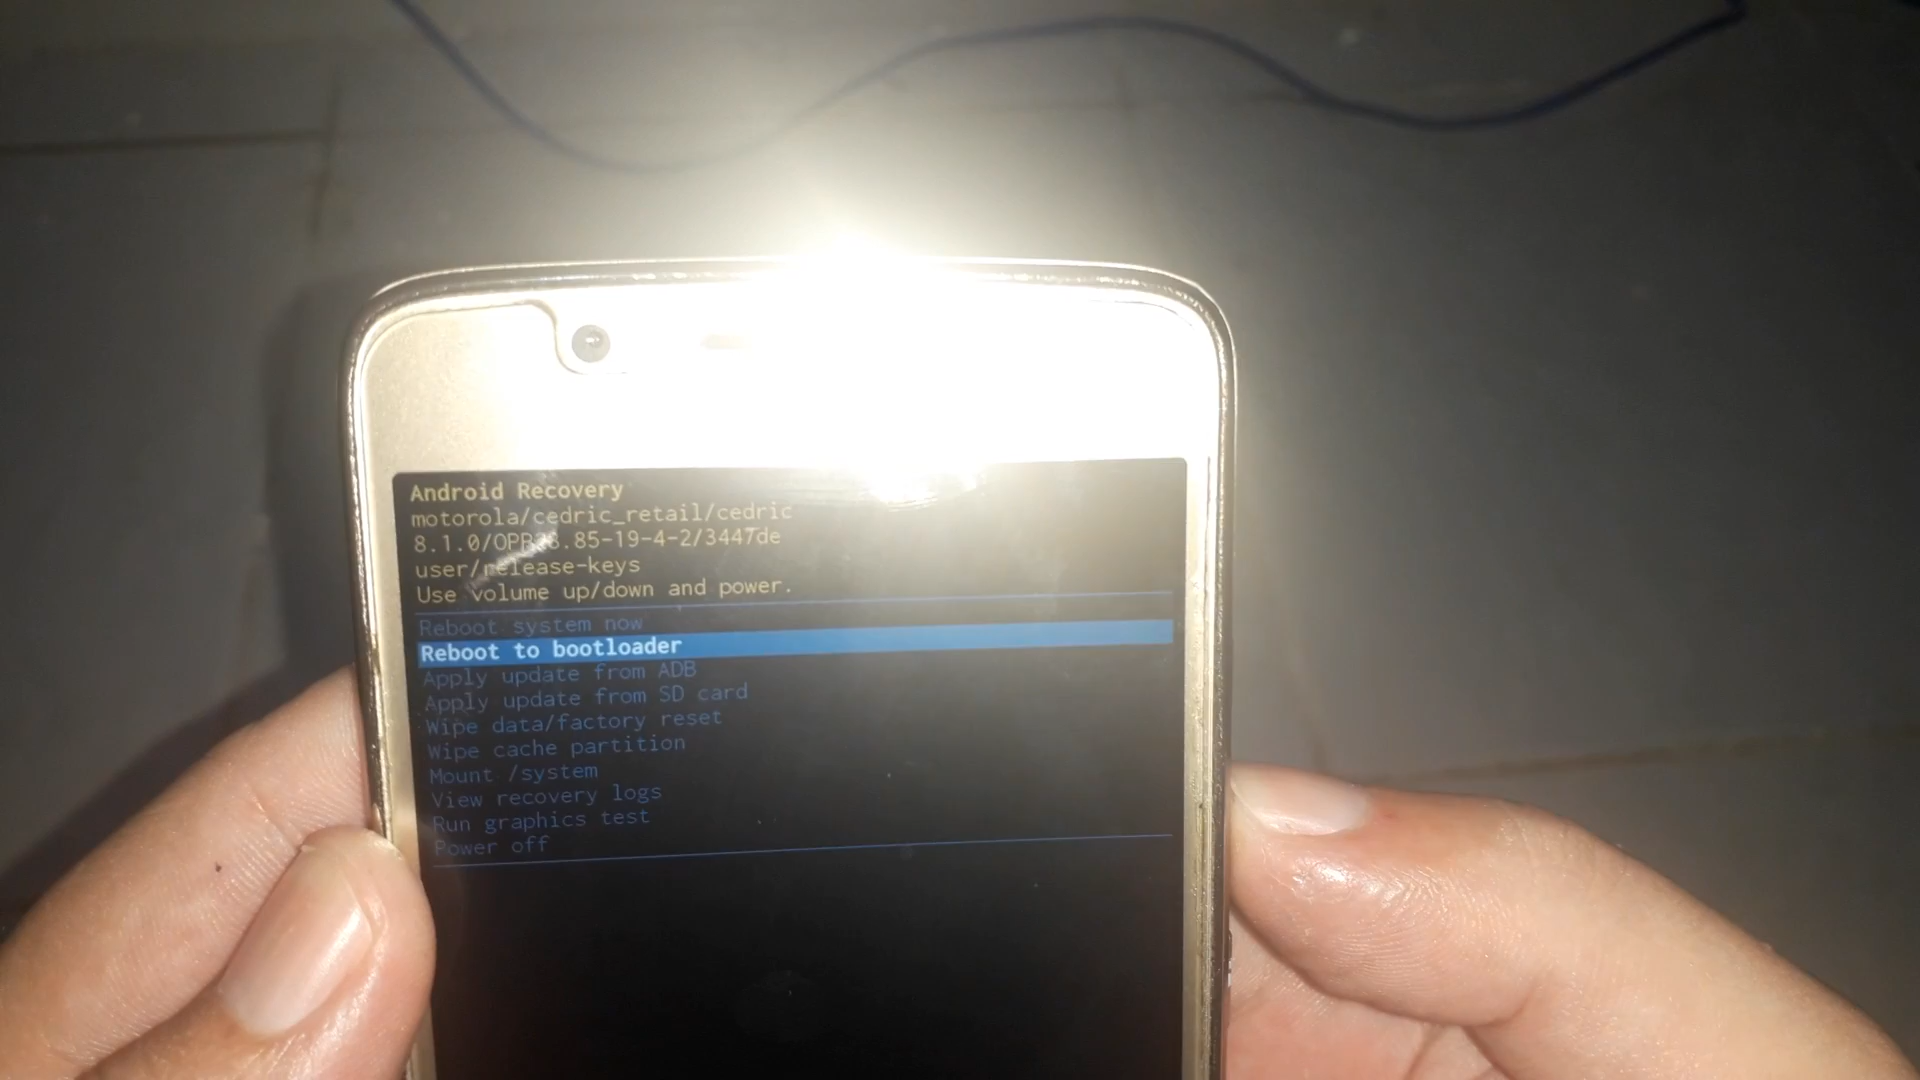 Android Recovery
motorola/cedric_retail/cedric
8.1.0/OPP28.85-19-4-2/3447de
user/release-keys
Use volume up/down and power.
Reboot system now
Reboot to bootloader
Apply update from ADB
Apply update from SD card
Wipe data/factory reset
Wipe cache partition
Mount /system
View recovery logs
Run graphics test
Power off